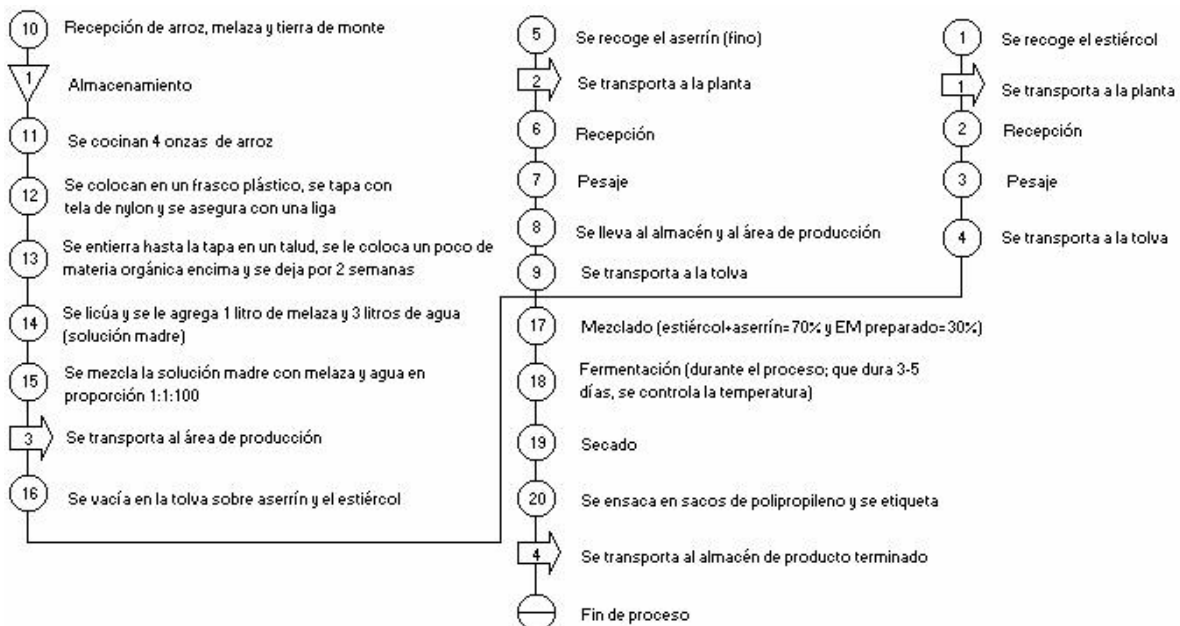 10 Recepción de arroz, melaza y tierra de monte
1 Almacenamiento
11 Se cocinan 4 onzas de arroz
12 Se colocan en un frasco plástico, se tapa con
tela de nylon y se asegura con una liga
13 Se entierra hasta la tapa en un talud, se le coloca un poco de
materia orgánica encima y se deja por 2 semanas
14 Se licúa y se le agrega 1 litro de melaza y 3 litros de agua
(solución madre)
15 Se mezcla la solución madre con melaza y agua en
proporción 1:1:100
3 Se transporta al área de producción
16 Se vacía en la tolva sobre aserrín y el estiércol
5 Se recoge el aserrín (fino)
2 Se transporta a la planta
6 Recepción
7 Pesaje
8 Se lleva al almacén y al área de producción
9 Se transporta a la tolva
17 Mezclado (estiércol+aserrín=70% y EM preparado=30%)
18 Fermentación (durante el proceso; que dura 3-5
días, se controla la temperatura)
19 Secado
20 Se ensaca en sacos de polipropileno y se etiqueta
4 Se transporta al almacén de producto terminado
Fin de proceso
1 Se recoge el estiércol
1 Se transporta a la planta
2 Recepción
3 Pesaje
4 Se transporta a la tolva